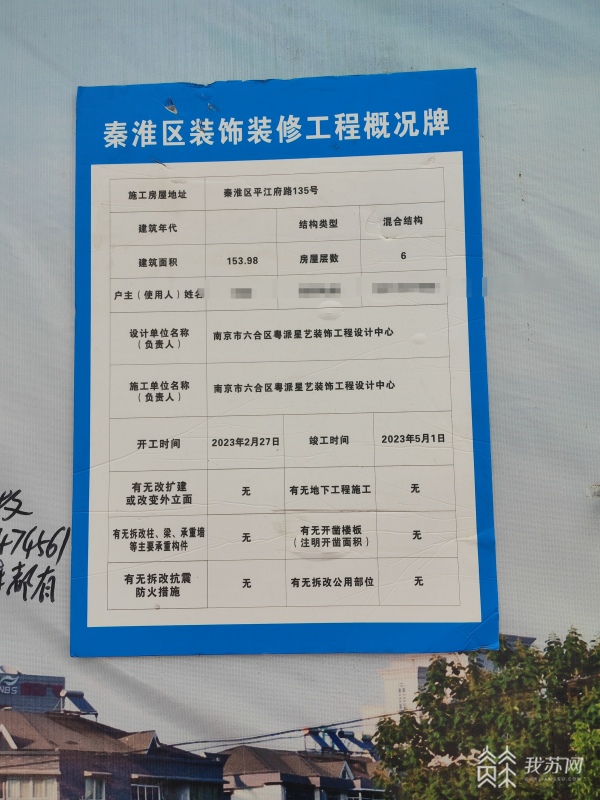 秦淮区装饰装修工程概况牌
施工房屋地址 秦淮区平江府路135号
建筑年代 结构类型 混合结构
建筑面积 153.98 房屋层数 6
户主（使用人）姓名
设计单位名称
（负责人） 南京市六合区粤派星艺装饰工程设计中心
施工单位名称
（负责人） 南京市六合区粤派星艺装饰工程设计中心
开工时间 2023年2月27日 竣工时间 2023年5月1日
有无改扩建
或改变外立面 无 有无地下工程施工 无
有无拆改柱、梁、承重墙
等主要承重构件 无 有无开凿楼板
（注明开凿面积） 无
有无拆改抗震
防火措施 无 有无拆改公用部位 无
474561
都有
NBS
我苏网